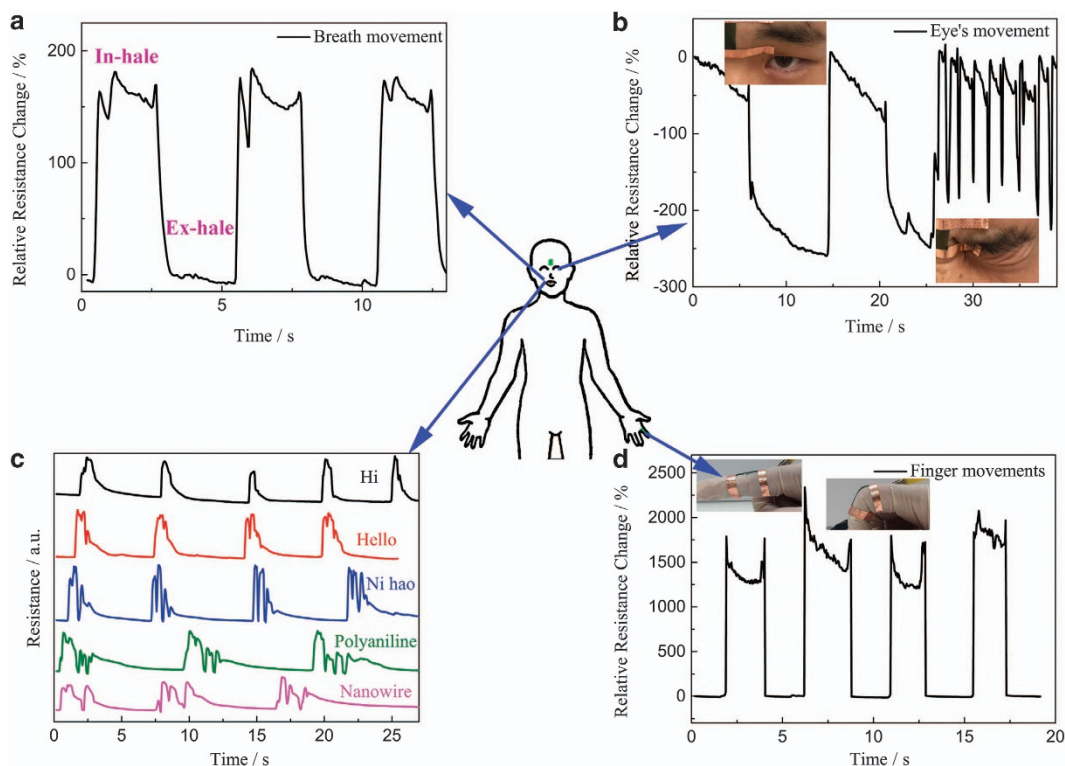 a
Breath movement
In-hale
Ex-hale
200
100
0
0
5
10
Relative Resistance Change / %
Time / s
b
Eye's movement
0
-100
-200
-300
0
10
20
30
Relative Resistance Change / %
Time / s
c
Hi
Hello
Ni hao
Polyaniline
Nanowire
Resistance / a.u.
0
5
10
15
20
25
Time / s
d
Finger movements
2500
2000
1500
1000
500
0
0
5
10
15
20
Relative Resistance Change / %
Time / s